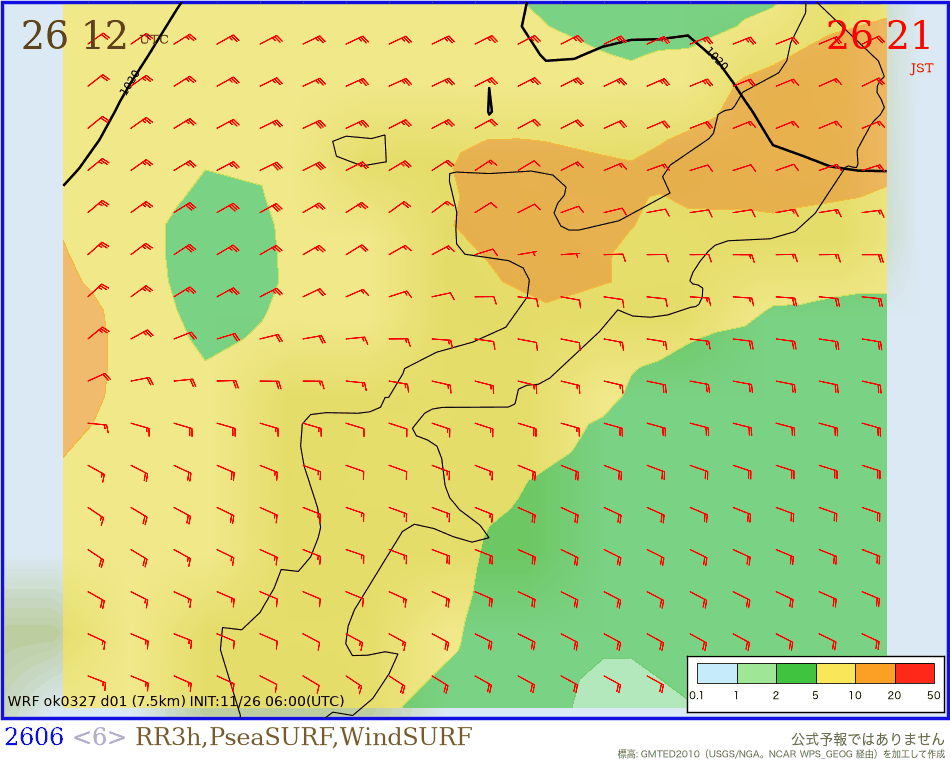 26 12 UTC
26 21
JST
1020
1020
WRF ok0327 d01 (7.5km) INIT:11/26 06:00(UTC)
0.1 1 2 5 10 20 50
2606 <6> RR3h,PseaSURF,WindSURF
公式予報ではありません
標高: GMTED2010（USGS/NGA。NCAR WPS_GEOG 経由）を加工して作成